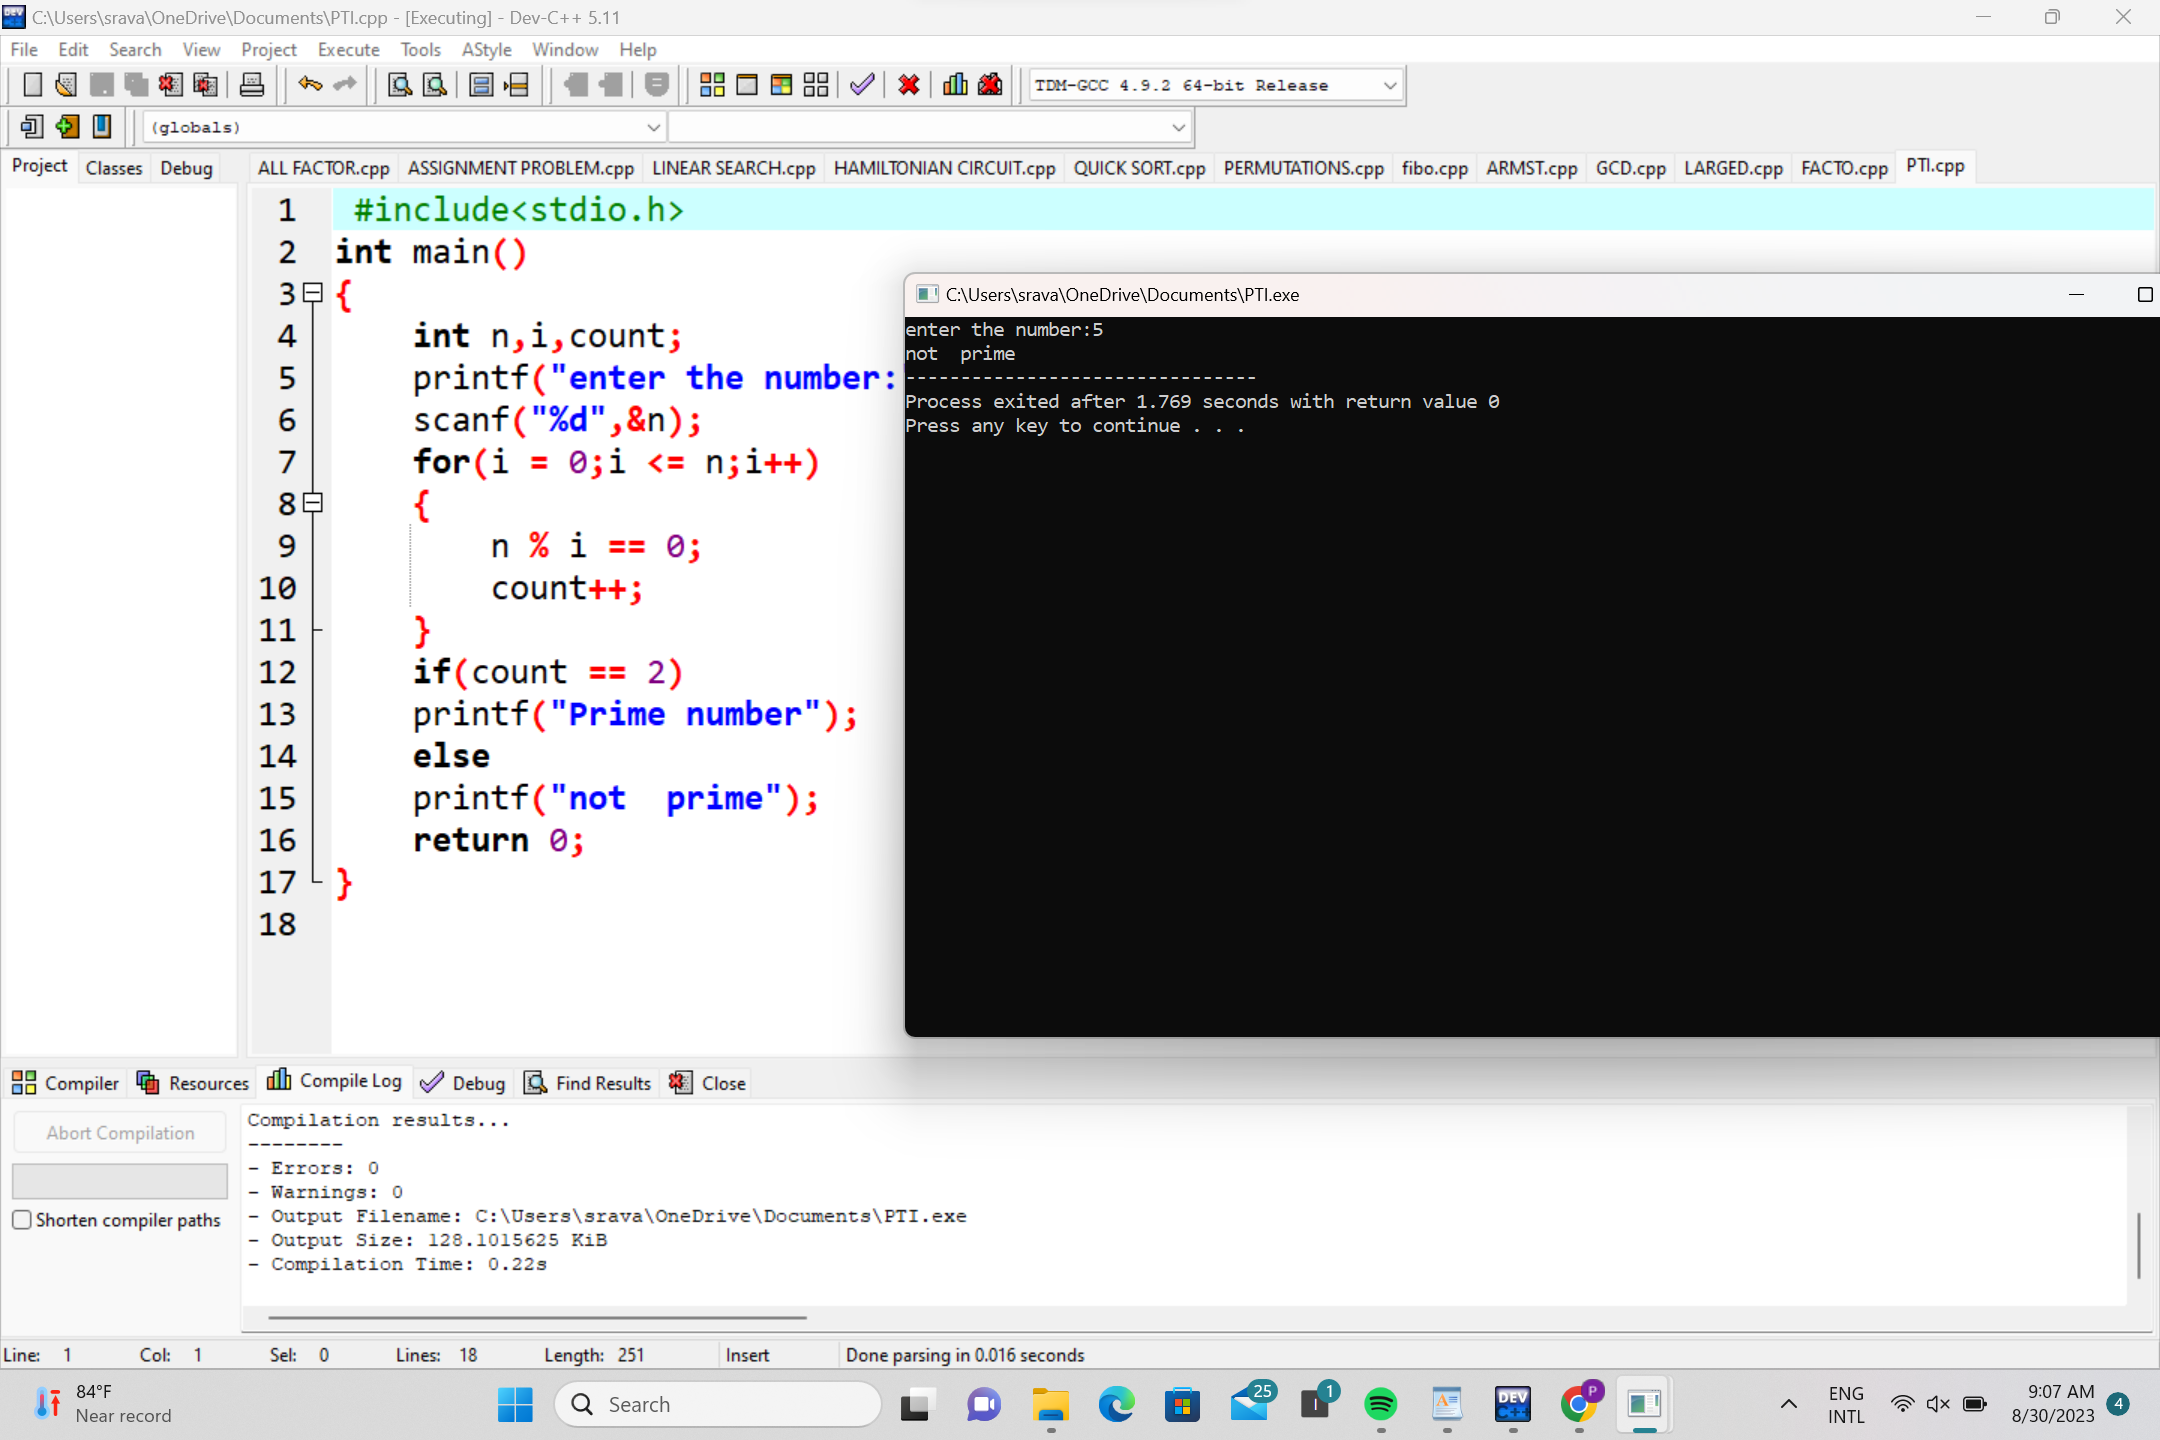 C:\Users\srava\OneDrive\Documents\PTI.cpp - [Executing] - Dev-C++ 5.11
File Edit Search View Project Execute Tools AStyle Window Help
TDM-GCC 4.9.2 64-bit Release
(globals)
Project Classes Debug
ALL FACTOR.cpp ASSIGNMENT PROBLEM.cpp LINEAR SEARCH.cpp HAMILTONIAN CIRCUIT.cpp QUICK SORT.cpp PERMUTATIONS.cpp fibo.cpp ARMST.cpp GCD.cpp LARGED.cpp FACTO.cpp PTI.cpp
1 #include<stdio.h>
2 int main()
3 {
4 int n,i,count;
5 printf("enter the number:
6 scanf("%d",&n);
7 for(i = 0;i <= n;i++)
8 {
9 n % i == 0;
10 count++;
11 }
12 if(count == 2)
13 printf("Prime number");
14 else
15 printf("not  prime");
16 return 0;
17 }
18
C:\Users\srava\OneDrive\Documents\PTI.exe
enter the number:5
not  prime
--------------------------------
Process exited after 1.769 seconds with return value 0
Press any key to continue . . .
Compiler Resources Compile Log Debug Find Results Close
Abort Compilation
Shorten compiler paths
Compilation results...
--------
- Errors: 0
- Warnings: 0
- Output Filename: C:\Users\srava\OneDrive\Documents\PTI.exe
- Output Size: 128.1015625 KiB
- Compilation Time: 0.22s
Line: 1 Col: 1 Sel: 0 Lines: 18 Length: 251 Insert Done parsing in 0.016 seconds
84°F
Near record
Search
25
1
DEV C++
P
ENG
INTL
9:07 AM
8/30/2023
4